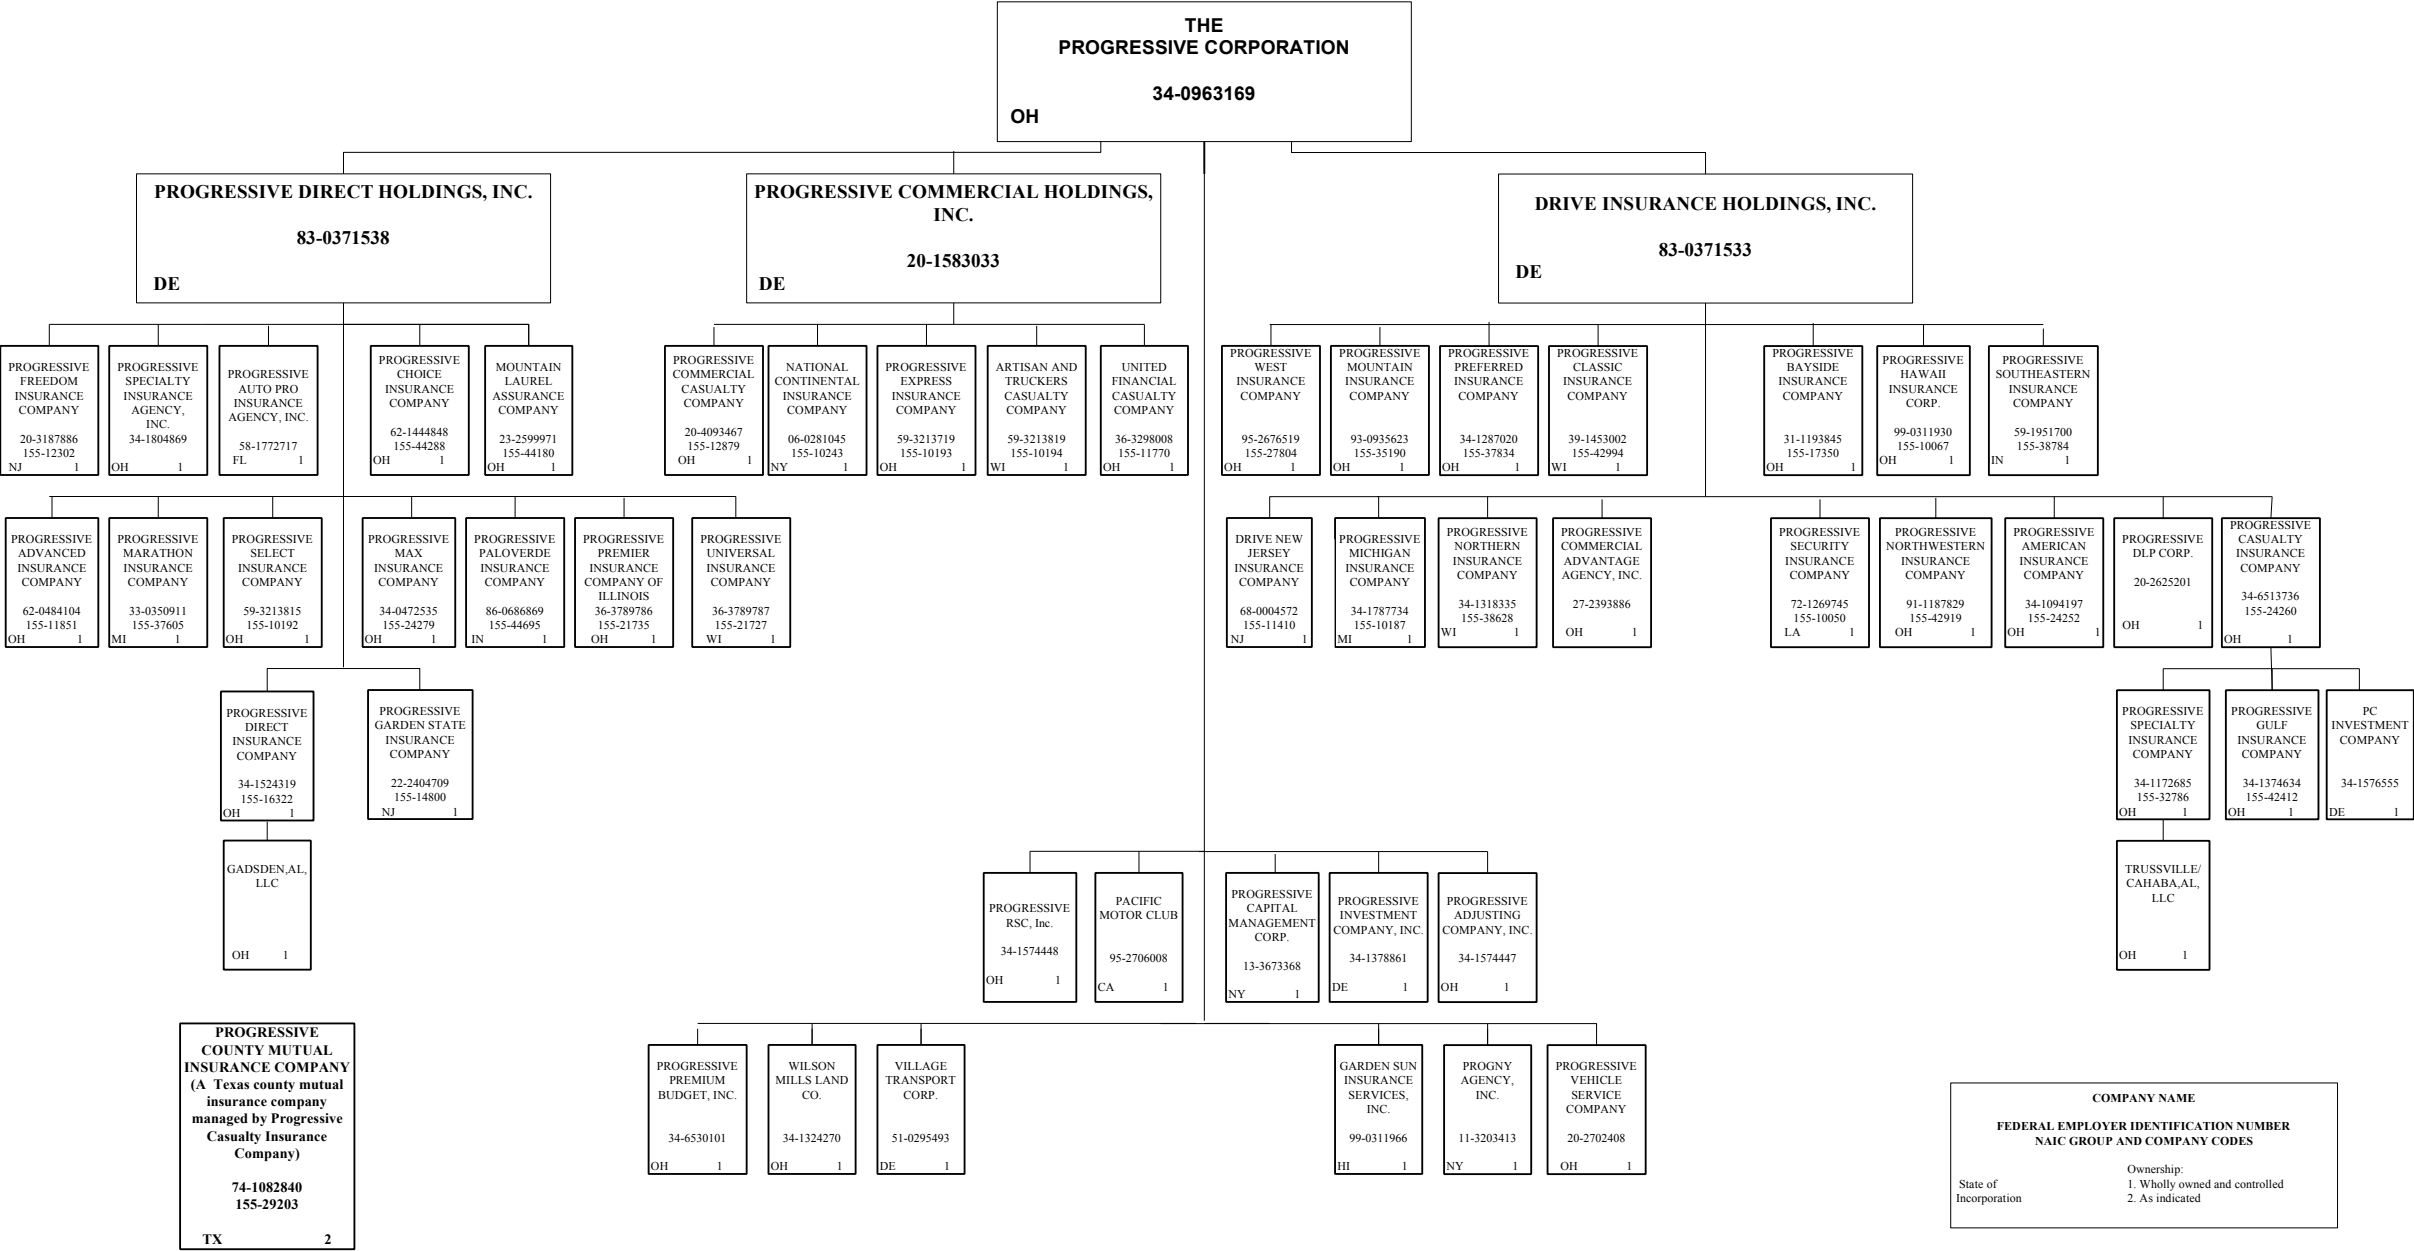 THE
PROGRESSIVE CORPORATION
34-0963169
OH
PROGRESSIVE DIRECT HOLDINGS, INC.
83-0371538
DE
PROGRESSIVE COMMERCIAL HOLDINGS,
INC.
20-1583033
DE
DRIVE INSURANCE HOLDINGS, INC.
83-0371533
DE
PROGRESSIVE
FREEDOM
INSURANCE
COMPANY
20-3187886
155-12302
NJ 1
PROGRESSIVE
SPECIALTY
INSURANCE
AGENCY,
INC.
34-1804869
OH 1
PROGRESSIVE
AUTO PRO
INSURANCE
AGENCY, INC.
58-1772717
FL 1
PROGRESSIVE
CHOICE
INSURANCE
COMPANY
62-1444848
155-44288
OH 1
MOUNTAIN
LAUREL
ASSURANCE
COMPANY
23-2599971
155-44180
OH 1
PROGRESSIVE
COMMERCIAL
CASUALTY
COMPANY
20-4093467
155-12879
OH 1
NATIONAL
CONTINENTAL
INSURANCE
COMPANY
06-0281045
155-10243
NY 1
PROGRESSIVE
EXPRESS
INSURANCE
COMPANY
59-3213719
155-10193
OH 1
ARTISAN AND
TRUCKERS
CASUALTY
COMPANY
59-3213819
155-10194
WI 1
UNITED
FINANCIAL
CASUALTY
COMPANY
36-3298008
155-11770
OH 1
PROGRESSIVE
WEST
INSURANCE
COMPANY
95-2676519
155-27804
OH 1
PROGRESSIVE
MOUNTAIN
INSURANCE
COMPANY
93-0935623
155-35190
OH 1
PROGRESSIVE
PREFERRED
INSURANCE
COMPANY
34-1287020
155-37834
OH 1
PROGRESSIVE
CLASSIC
INSURANCE
COMPANY
39-1453002
155-42994
WI 1
PROGRESSIVE
BAYSIDE
INSURANCE
COMPANY
31-1193845
155-17350
OH 1
PROGRESSIVE
HAWAII
INSURANCE
CORP.
99-0311930
155-10067
OH 1
PROGRESSIVE
SOUTHEASTERN
INSURANCE
COMPANY
59-1951700
155-38784
IN 1
PROGRESSIVE
ADVANCED
INSURANCE
COMPANY
62-0484104
155-11851
OH 1
PROGRESSIVE
MARATHON
INSURANCE
COMPANY
33-0350911
155-37605
MI 1
PROGRESSIVE
SELECT
INSURANCE
COMPANY
59-3213815
155-10192
OH 1
PROGRESSIVE
MAX
INSURANCE
COMPANY
34-0472535
155-24279
OH 1
PROGRESSIVE
PALOVERDE
INSURANCE
COMPANY
86-0686869
155-44695
IN 1
PROGRESSIVE
PREMIER
INSURANCE
COMPANY OF
ILLINOIS
36-3789786
155-21735
OH 1
PROGRESSIVE
UNIVERSAL
INSURANCE
COMPANY
36-3789787
155-21727
WI 1
DRIVE NEW
JERSEY
INSURANCE
COMPANY
68-0004572
155-11410
NJ 1
PROGRESSIVE
MICHIGAN
INSURANCE
COMPANY
34-1787734
155-10187
MI 1
PROGRESSIVE
NORTHERN
INSURANCE
COMPANY
34-1318335
155-38628
WI 1
PROGRESSIVE
COMMERCIAL
ADVANTAGE
AGENCY, INC.
27-2393886
OH 1
PROGRESSIVE
SECURITY
INSURANCE
COMPANY
72-1269745
155-10050
LA 1
PROGRESSIVE
NORTHWESTERN
INSURANCE
COMPANY
91-1187829
155-42919
OH 1
PROGRESSIVE
AMERICAN
INSURANCE
COMPANY
34-1094197
155-24252
OH 1
PROGRESSIVE
DLP CORP.
20-2625201
OH 1
PROGRESSIVE
CASUALTY
INSURANCE
COMPANY
34-6513736
155-24260
OH 1
PROGRESSIVE
DIRECT
INSURANCE
COMPANY
34-1524319
155-16322
OH 1
PROGRESSIVE
GARDEN STATE
INSURANCE
COMPANY
22-2404709
155-14800
NJ 1
PROGRESSIVE
SPECIALTY
INSURANCE
COMPANY
34-1172685
155-32786
OH 1
PROGRESSIVE
GULF
INSURANCE
COMPANY
34-1374634
155-42412
OH 1
PC
INVESTMENT
COMPANY
34-1576555
DE 1
GADSDEN,AL,
LLC
OH 1
TRUSSVILLE/
CAHABA,AL,
LLC
OH 1
PROGRESSIVE
RSC, Inc.
34-1574448
OH 1
PACIFIC
MOTOR CLUB
95-2706008
CA 1
PROGRESSIVE
CAPITAL
MANAGEMENT
CORP.
13-3673368
NY 1
PROGRESSIVE
INVESTMENT
COMPANY, INC.
34-1378861
DE 1
PROGRESSIVE
ADJUSTING
COMPANY, INC.
34-1574447
OH 1
PROGRESSIVE
COUNTY MUTUAL
INSURANCE COMPANY
(A Texas county mutual
insurance company
managed by Progressive
Casualty Insurance
Company)
74-1082840
155-29203
TX 2
PROGRESSIVE
PREMIUM
BUDGET, INC.
34-6530101
OH 1
WILSON
MILLS LAND
CO.
34-1324270
OH 1
VILLAGE
TRANSPORT
CORP.
51-0295493
DE 1
GARDEN SUN
INSURANCE
SERVICES,
INC.
99-0311966
HI 1
PROGNY
AGENCY,
INC.
11-3203413
NY 1
PROGRESSIVE
VEHICLE
SERVICE
COMPANY
20-2702408
OH 1
COMPANY NAME
FEDERAL EMPLOYER IDENTIFICATION NUMBER
NAIC GROUP AND COMPANY CODES
Ownership:
State of 1. Wholly owned and controlled
Incorporation 2. As indicated